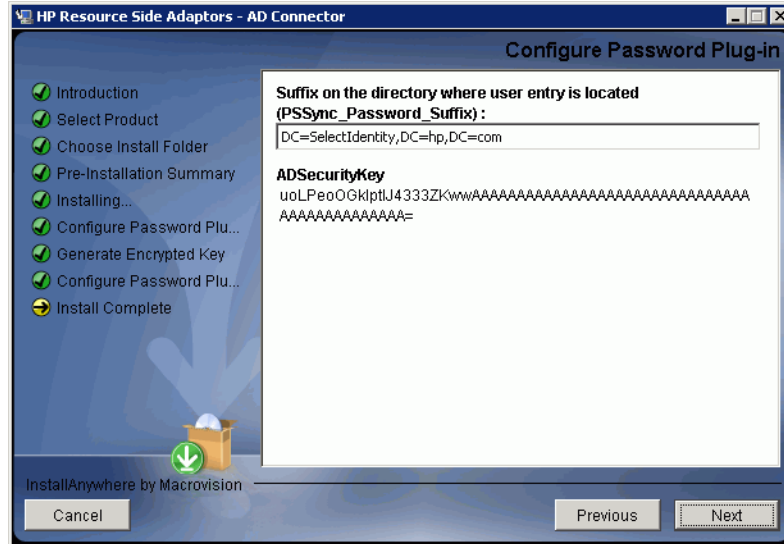 HP Resource Side Adaptors - AD Connector
Configure Password Plug-in
Introduction
Select Product
Choose Install Folder
Pre-Installation Summary
Installing...
Configure Password Plu...
Generate Encrypted Key
Configure Password Plu...
Install Complete
Suffix on the directory where user entry is located
(PSSync_Password_Suffix) :
DC=SelectIdentity,DC=hp,DC=com
ADSecurityKey
uoLPeoOGklptlJ4333ZKwwAAAAAAAAAAAAAAAAAAAAAAAAAAAAAAA
AAAAAAAAAAAAAA=
InstallAnywhere by Macrovision
Cancel
Previous
Next